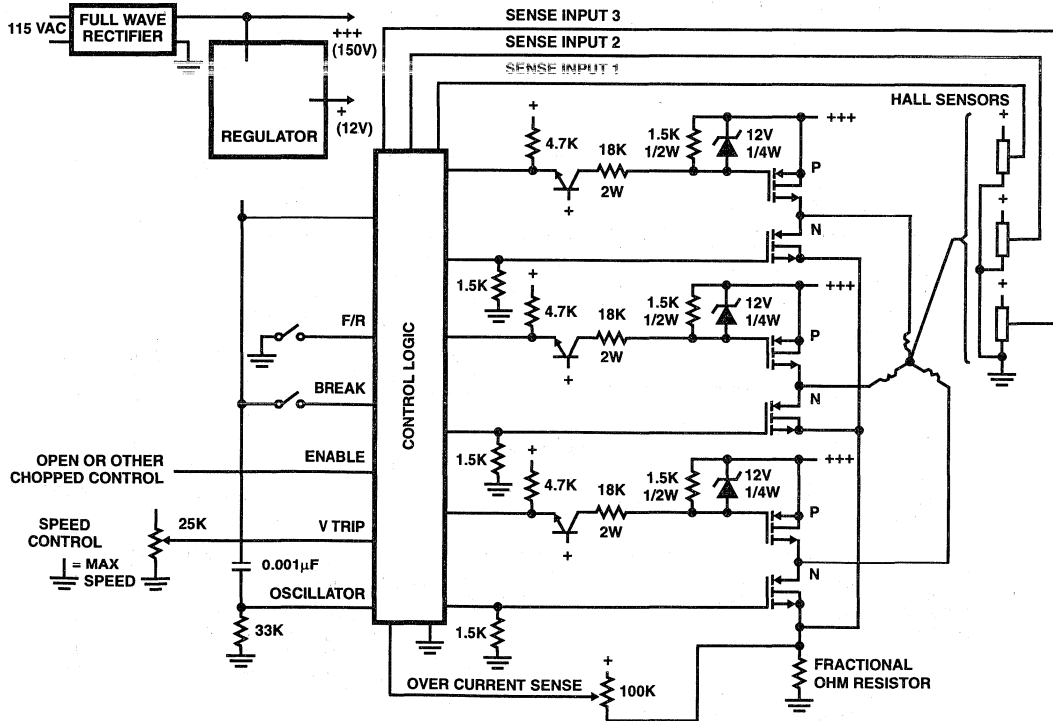 115 VAC
FULL WAVE
RECTIFIER
+++
(150V)
REGULATOR
+
(12V)
SENSE INPUT 3
SENSE INPUT 2
SENSE INPUT 1
HALL SENSORS
+
+
+
CONTROL LOGIC
+
4.7K
18K
2W
+
1.5K
1/2W
12V
1/4W
+++
P
N
1.5K
+
4.7K
18K
2W
+
1.5K
1/2W
12V
1/4W
+++
P
N
1.5K
+
4.7K
18K
2W
+
1.5K
1/2W
12V
1/4W
+++
P
N
1.5K
F/R
BREAK
OPEN OR OTHER
CHOPPED CONTROL
ENABLE
SPEED
CONTROL
25K
V TRIP
= MAX
SPEED
0.001µF
OSCILLATOR
33K
OVER CURRENT SENSE
+
100K
FRACTIONAL
OHM RESISTOR